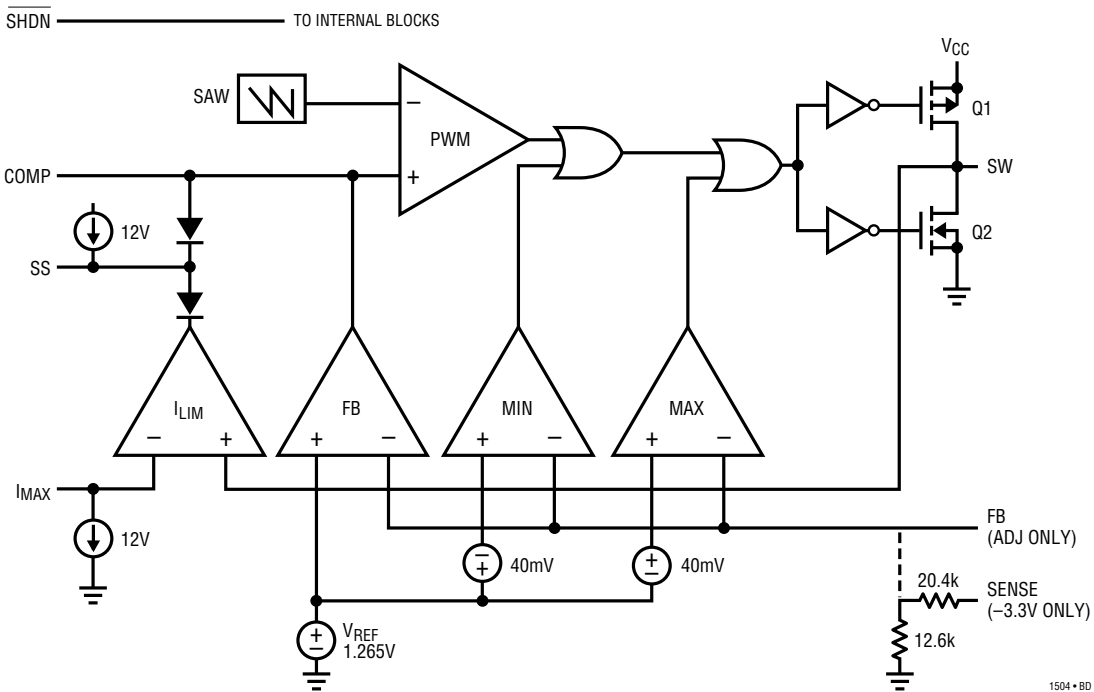 SHDN
TO INTERNAL BLOCKS
VCC
SAW
−
PWM
Q1
COMP
+
SW
12V
Q2
SS
ILIM
FB
MIN
MAX
− +
+ −
+ −
+ −
IMAX
FB
(ADJ ONLY)
12V
−
+
40mV
+
−
40mV
20.4k
SENSE
(–3.3V ONLY)
+
−
VREF
1.265V
12.6k
1504 • BD